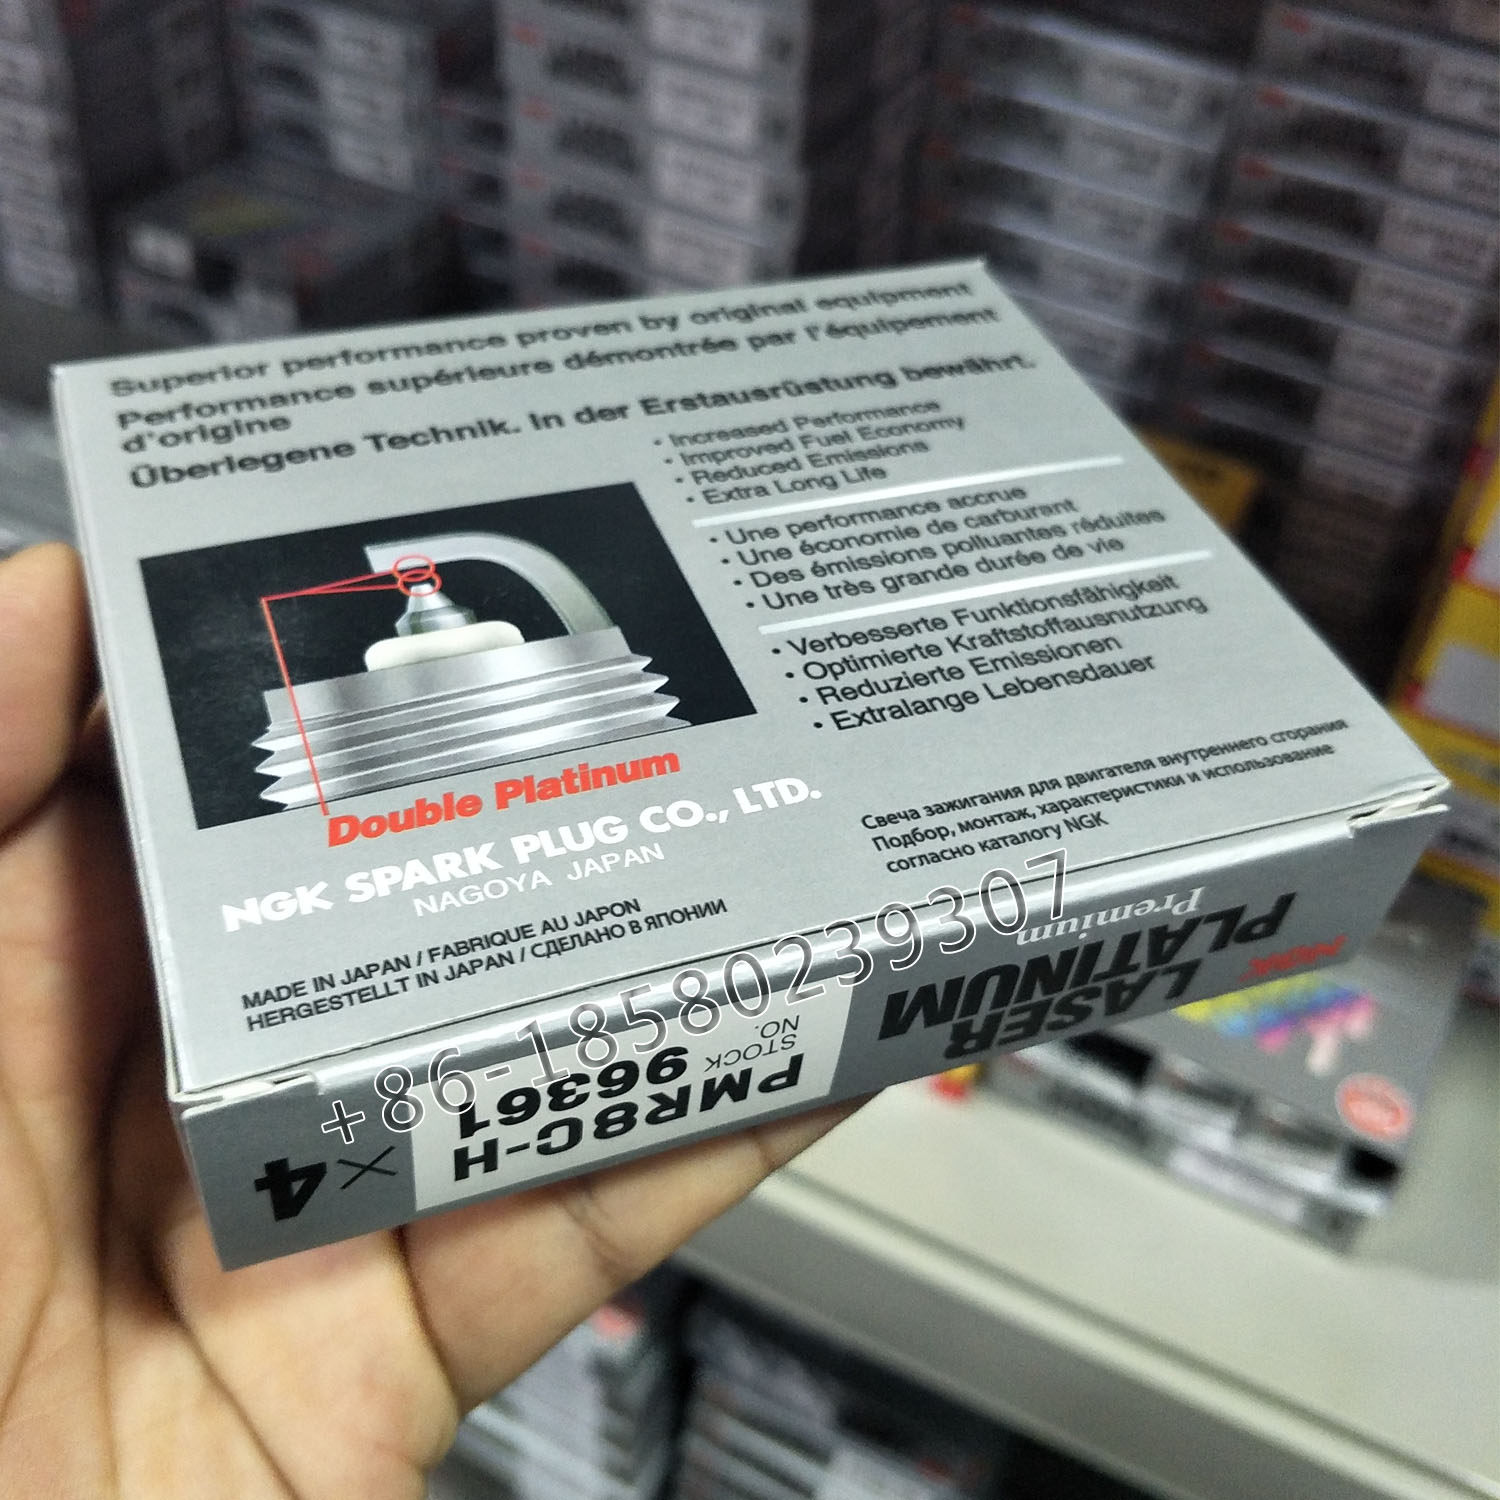 Superior performance proven by original equipment
Performance supérieure démontrée par l'équipement
d'origine
Überlegene Technik. In der Erstausrüstung bewährt.
• Increased Performance
• Improved Fuel Economy
• Reduced Emissions
• Extra Long Life
• Une performance accrue
• Une économie de carburant
• Des émissions polluantes réduites
• Une très grande durée de vie
• Verbesserte Funktionsfähigkeit
• Optimierte Kraftstoffausnutzung
• Reduzierte Emissionen
• Extralange Lebensdauer
Double Platinum
NGK SPARK PLUG CO., LTD.
NAGOYA JAPAN
Свеча зажигания для двигателя внутреннего сгорания
Подбор, монтаж, характеристики и использование
согласно каталогу NGK
MADE IN JAPAN / FABRIQUE AU JAPON
HERGESTELLT IN JAPAN / СДЕЛАНО В ЯПОНИИ
+86-18580239307
NGK
LASER
PLATINUM
Premium
PMR8C-H
STOCK
NO.
96361
×4